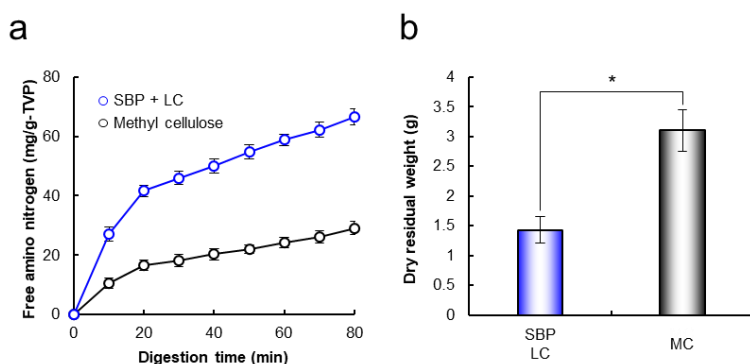 a
Free amino nitrogen (mg/g-TVP)
80
60
40
20
0
SBP + LC
Methyl cellulose
0 20 40 60 80
Digestion time (min)
b
Dry residual weight (g)
4
3.5
3
2.5
2
1.5
1
0.5
0
*
SBP
LC
MC